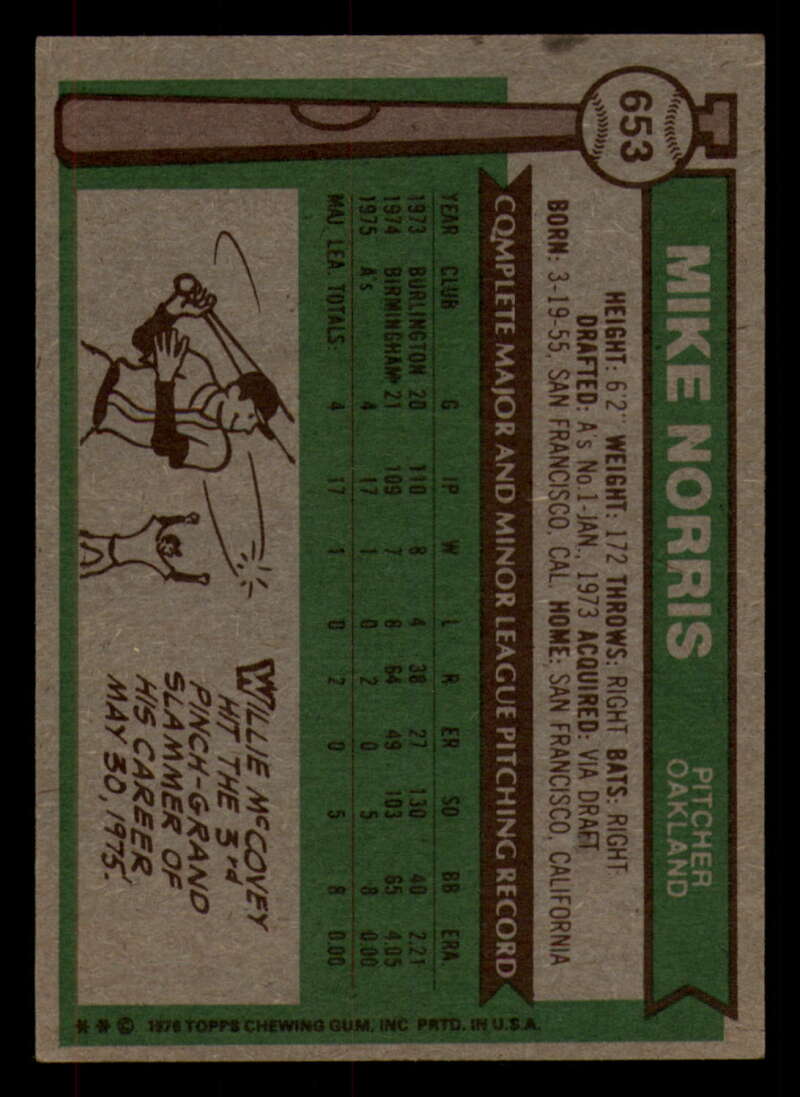 653
MIKE NORRIS
PITCHER
OAKLAND
HEIGHT: 6'2" WEIGHT: 172 THROWS: RIGHT BATS: RIGHT
DRAFTED: A's No.1-JAN., 1973 ACQUIRED: VIA DRAFT
BORN: 3-19-55, SAN FRANCISCO, CAL. HOME: SAN FRANCISCO, CALIFORNIA
COMPLETE MAJOR AND MINOR LEAGUE PITCHING RECORD
YEAR CLUB G IP W L R ER SO BB ERA.
1973 BURLINGTON 20 110 8 4 38 27 130 40 2.21
1974 BIRMINGHAM 21 109 7 8 64 49 103 65 4.05
1975 A's 4 17 1 0 2 0 5 8 0.00
MAJ. LEA. TOTALS: 4 17 1 0 2 0 5 8 0.00
WILLIE McCOVEY
HIT THE 3rd
PINCH-GRAND
SLAMMER OF
HIS CAREER
MAY 30, 1975.
* * © 1976 TOPPS CHEWING GUM, INC. PRTD. IN U.S.A.